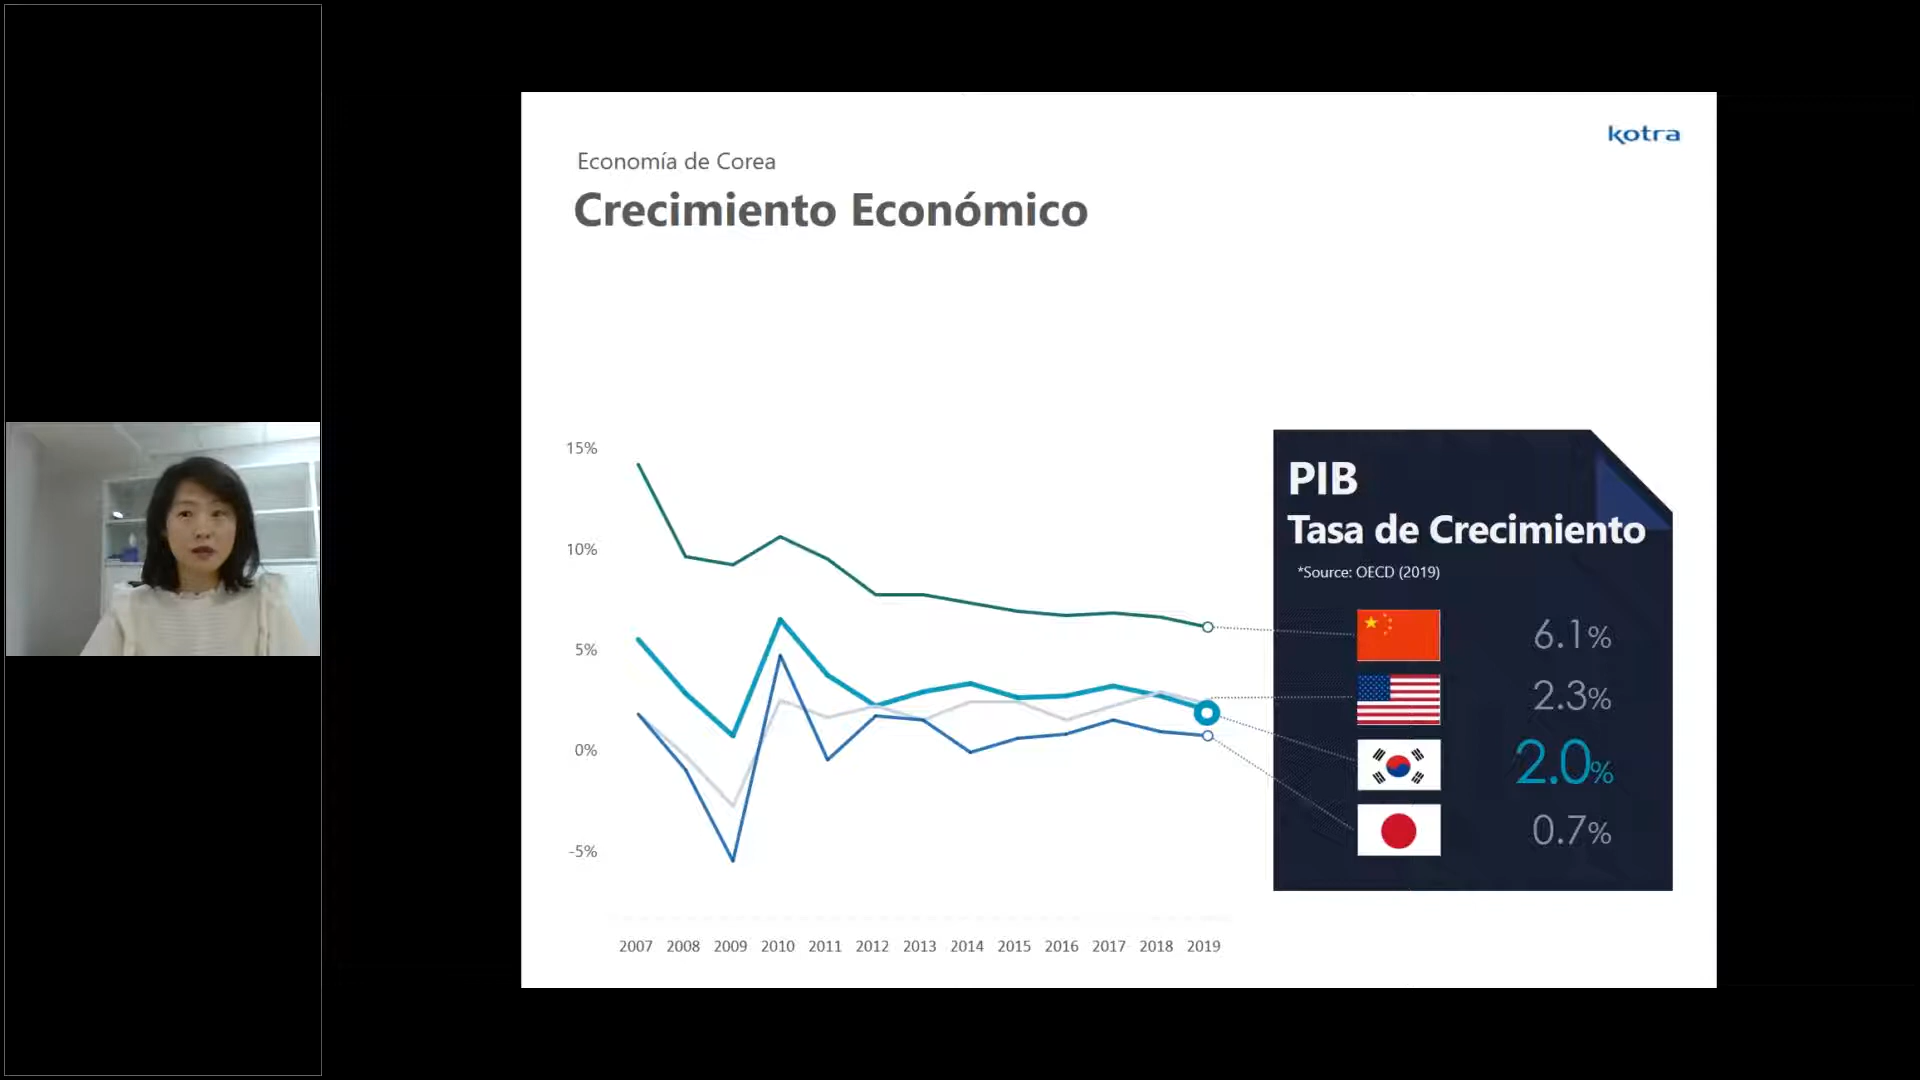 kotra
Economía de Corea
Crecimiento Económico
15%
10%
5%
0%
-5%
2007 2008 2009 2010 2011 2012 2013 2014 2015 2016 2017 2018 2019
PIB
Tasa de Crecimiento
*Source: OECD (2019)
6.1%
2.3%
2.0%
0.7%